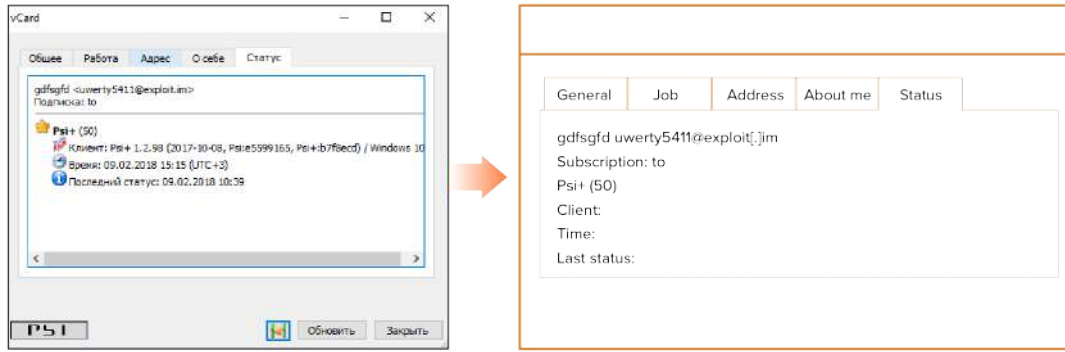 vCard
Общее Работа Адрес О себе Статус
gdfsgfd <uwerty5411@exploit.im>
Подписка: to
Psi+ (50)
Клиент: Psi+ 1.2.98 (2017-10-08, Psi:e5599165, Psi+:b7f8ecd) / Windows 10
Время: 09.02.2018 15:15 (UTC+3)
Последний статус: 09.02.2018 10:39
PSI
Обновить Закрыть
General Job Address About me Status
gdfsgfd uwerty5411@exploit[.]im
Subscription: to
Psi+ (50)
Client:
Time:
Last status: